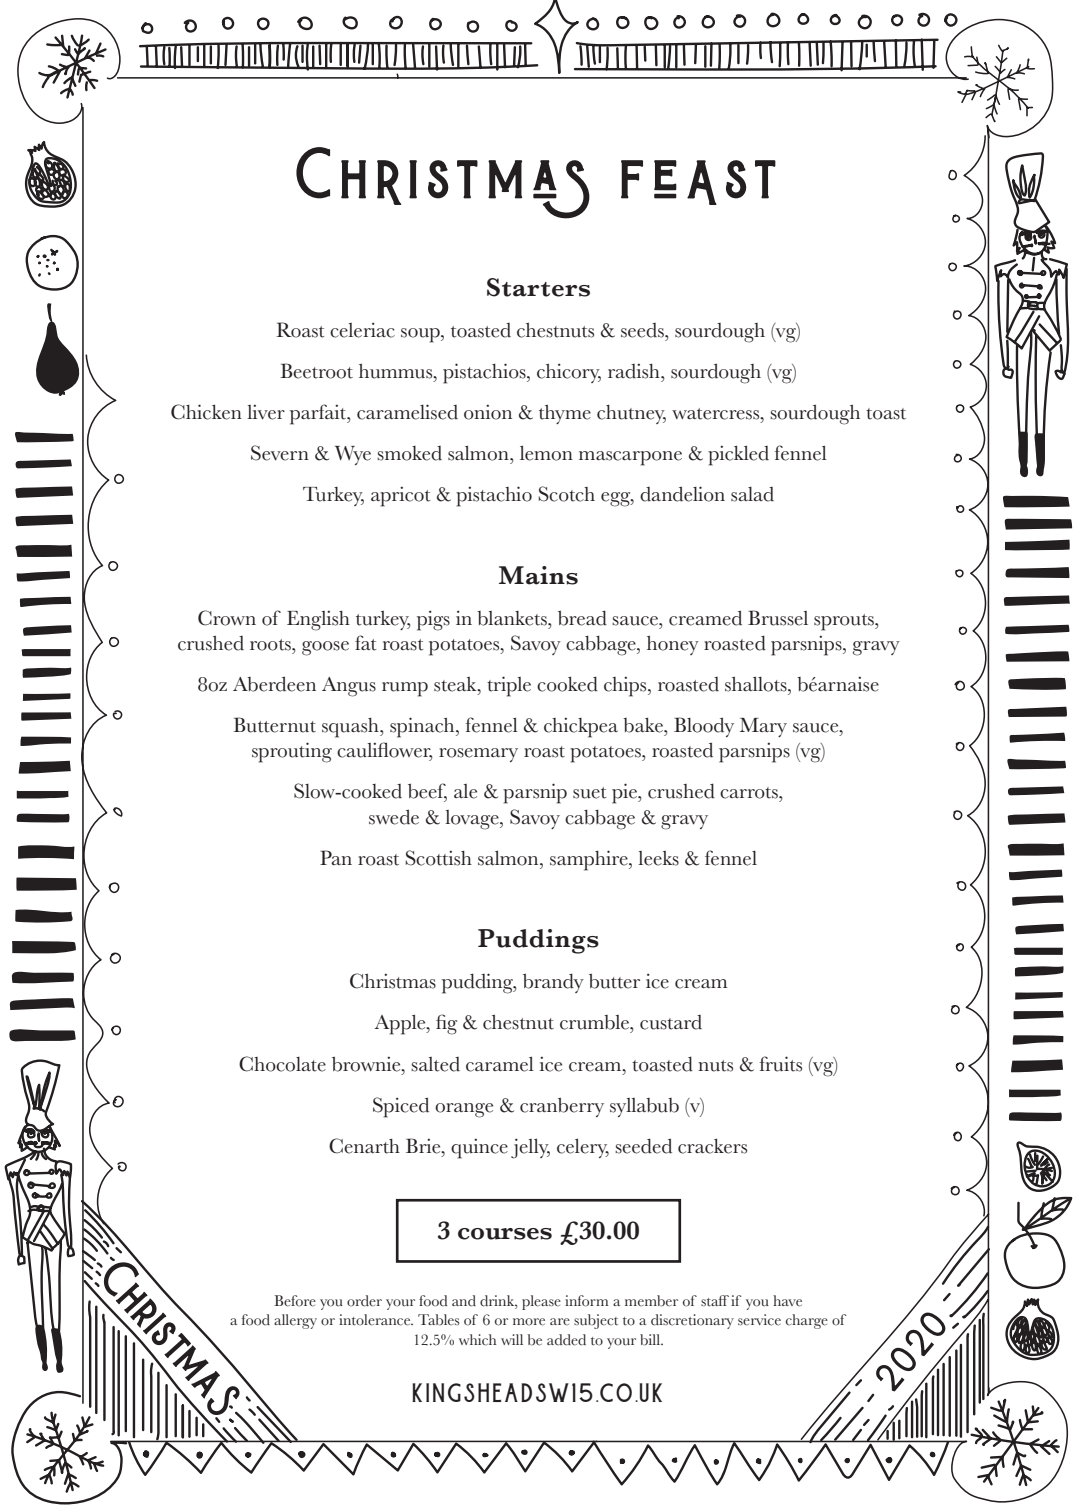 Christmas Feast
Starters
Roast celeriac soup, toasted chestnuts & seeds, sourdough (vg)
Beetroot hummus, pistachios, chicory, radish, sourdough (vg)
Chicken liver parfait, caramelised onion & thyme chutney, watercress, sourdough toast
Severn & Wye smoked salmon, lemon mascarpone & pickled fennel
Turkey, apricot & pistachio Scotch egg, dandelion salad
Mains
Crown of English turkey, pigs in blankets, bread sauce, creamed Brussel sprouts,
crushed roots, goose fat roast potatoes, Savoy cabbage, honey roasted parsnips, gravy
8oz Aberdeen Angus rump steak, triple cooked chips, roasted shallots, béarnaise
Butternut squash, spinach, fennel & chickpea bake, Bloody Mary sauce,
sprouting cauliflower, rosemary roast potatoes, roasted parsnips (vg)
Slow-cooked beef, ale & parsnip suet pie, crushed carrots,
swede & lovage, Savoy cabbage & gravy
Pan roast Scottish salmon, samphire, leeks & fennel
Puddings
Christmas pudding, brandy butter ice cream
Apple, fig & chestnut crumble, custard
Chocolate brownie, salted caramel ice cream, toasted nuts & fruits (vg)
Spiced orange & cranberry syllabub (v)
Cenarth Brie, quince jelly, celery, seeded crackers
3 courses £30.00
Before you order your food and drink, please inform a member of staff if you have
a food allergy or intolerance. Tables of 6 or more are subject to a discretionary service charge of
12.5% which will be added to your bill.
KINGSHEADSW15.CO.UK
CHRISTMAS
2020